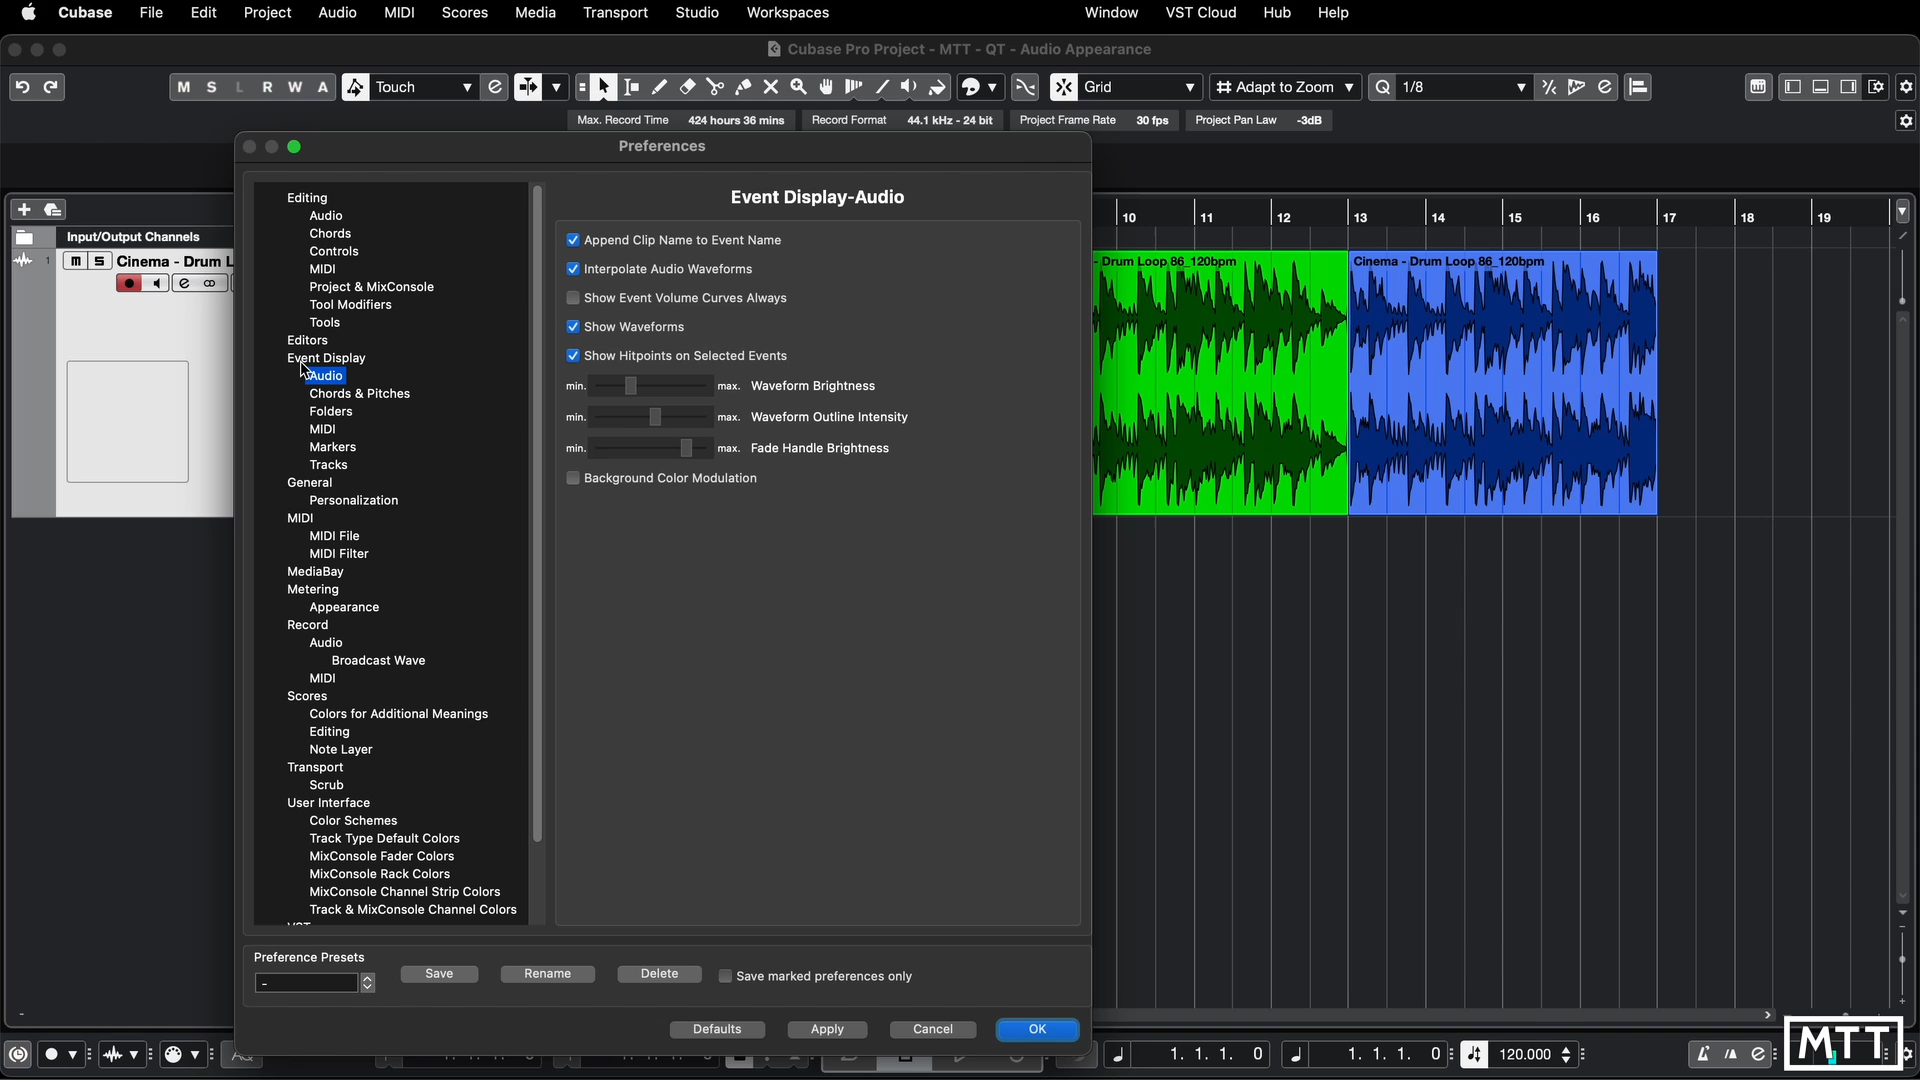 Cubase File Edit Project Audio MIDI Scores Media Transport Studio Workspaces Window VST Cloud Hub Help
Cubase Pro Project - MTT - QT - Audio Appearance
M S L R W A Touch Grid Adapt to Zoom Q 1/8
Max. Record Time 424 hours 36 mins Record Format 44.1 kHz - 24 bit Project Frame Rate 30 fps Project Pan Law -3dB
Preferences
Input/Output Channels
1 m S Cinema - Drum L
10 11 12 13 14 15 16 17 18 19
- Drum Loop 86_120bpm Cinema - Drum Loop 86_120bpm
Editing
Audio
Chords
Controls
MIDI
Project & MixConsole
Tool Modifiers
Tools
Editors
Event Display
Audio
Chords & Pitches
Folders
MIDI
Markers
Tracks
General
Personalization
MIDI
MIDI File
MIDI Filter
MediaBay
Metering
Appearance
Record
Audio
Broadcast Wave
MIDI
Scores
Colors for Additional Meanings
Editing
Note Layer
Transport
Scrub
User Interface
Color Schemes
Track Type Default Colors
MixConsole Fader Colors
MixConsole Rack Colors
MixConsole Channel Strip Colors
Track & MixConsole Channel Colors
Event Display-Audio
Append Clip Name to Event Name
Interpolate Audio Waveforms
Show Event Volume Curves Always
Show Waveforms
Show Hitpoints on Selected Events
min. max. Waveform Brightness
min. max. Waveform Outline Intensity
min. max. Fade Handle Brightness
Background Color Modulation
Preference Presets
-
Save Rename Delete Save marked preferences only
Defaults Apply Cancel OK
1. 1. 1. 0 1. 1. 1. 0 120.000
MTT